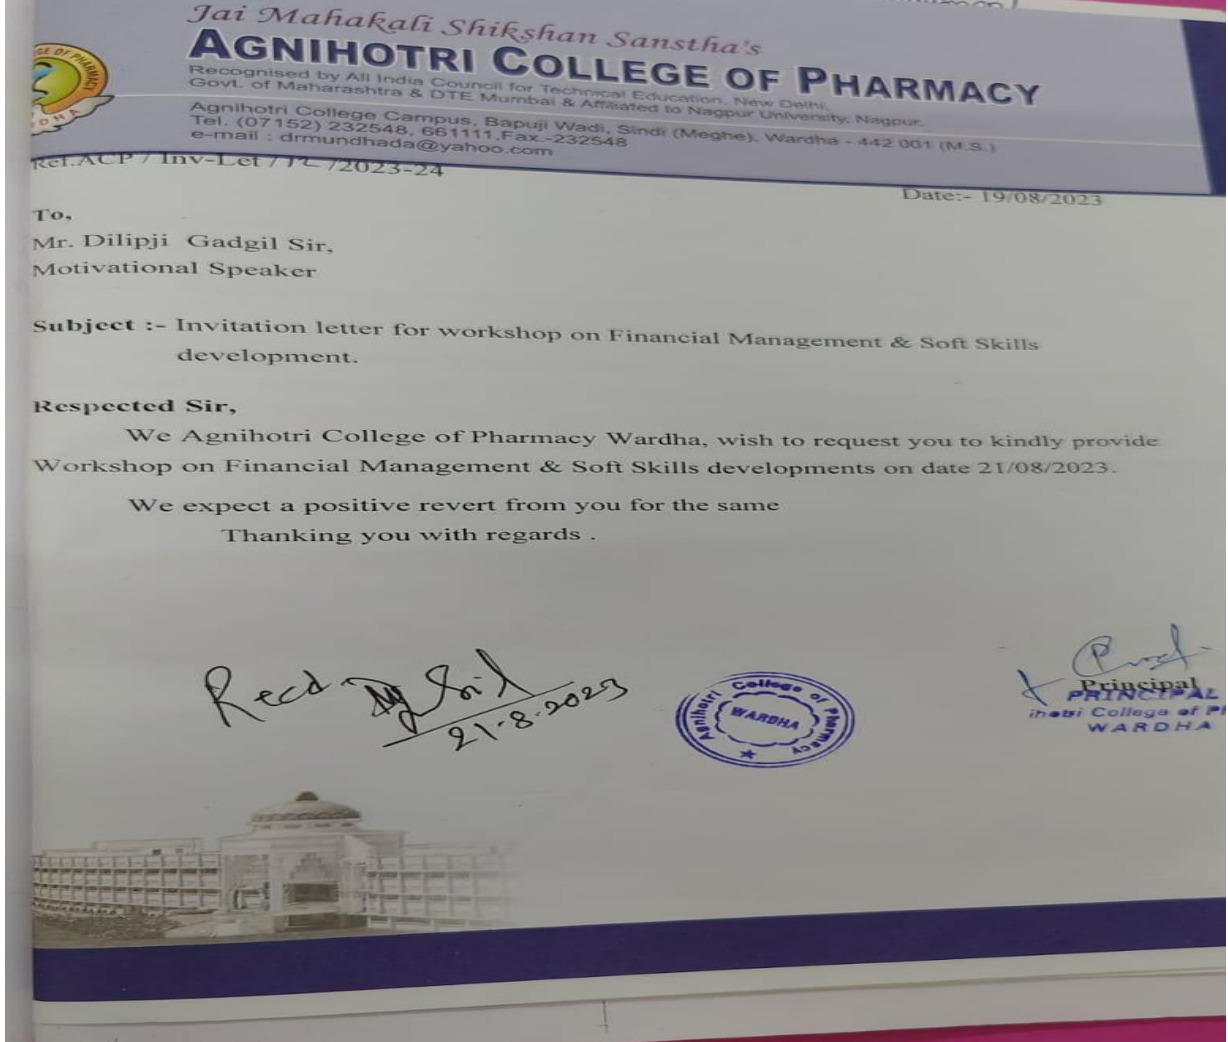 Jai Mahakali Shikshan Sanstha's
AGNIHOTRI COLLEGE OF PHARMACY
Recognised by All India Council for Technical Education, New Delhi,
Govt. of Maharashtra & DTE Mumbai & Affiliated to Nagpur University, Nagpur.
Agnihotri College Campus, Bapuji Wadi, Sindi (Meghe), Wardha - 442 001 (M.S.)
Tel. (07152) 232548, 661111,Fax.-232548
e-mail : drmundhada@yahoo.com
Ref.ACP / Inv-Let / /2023-24
Date:- 19/08/2023
To,
Mr. Dilipji Gadgil Sir,
Motivational Speaker
Subject :- Invitation letter for workshop on Financial Management & Soft Skills
development.
Respected Sir,
We Agnihotri College of Pharmacy Wardha, wish to request you to kindly provide
Workshop on Financial Management & Soft Skills developments on date 21/08/2023.
We expect a positive revert from you for the same
Thanking you with regards .
Recd
21-8-2023
Agnihotri College of Pharmacy
WARDHA
Principal
PRINCIPAL
College of
WARDHA